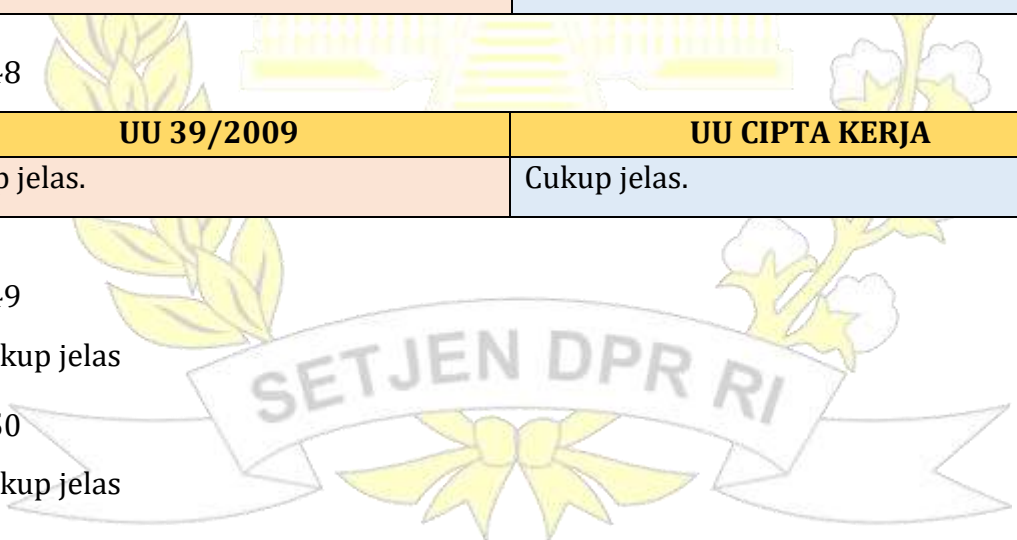 48
UU 39/2009 UU CIPTA KERJA
p jelas. Cukup jelas.
49
kup jelas
SETJEN DPR RI
50
kup jelas